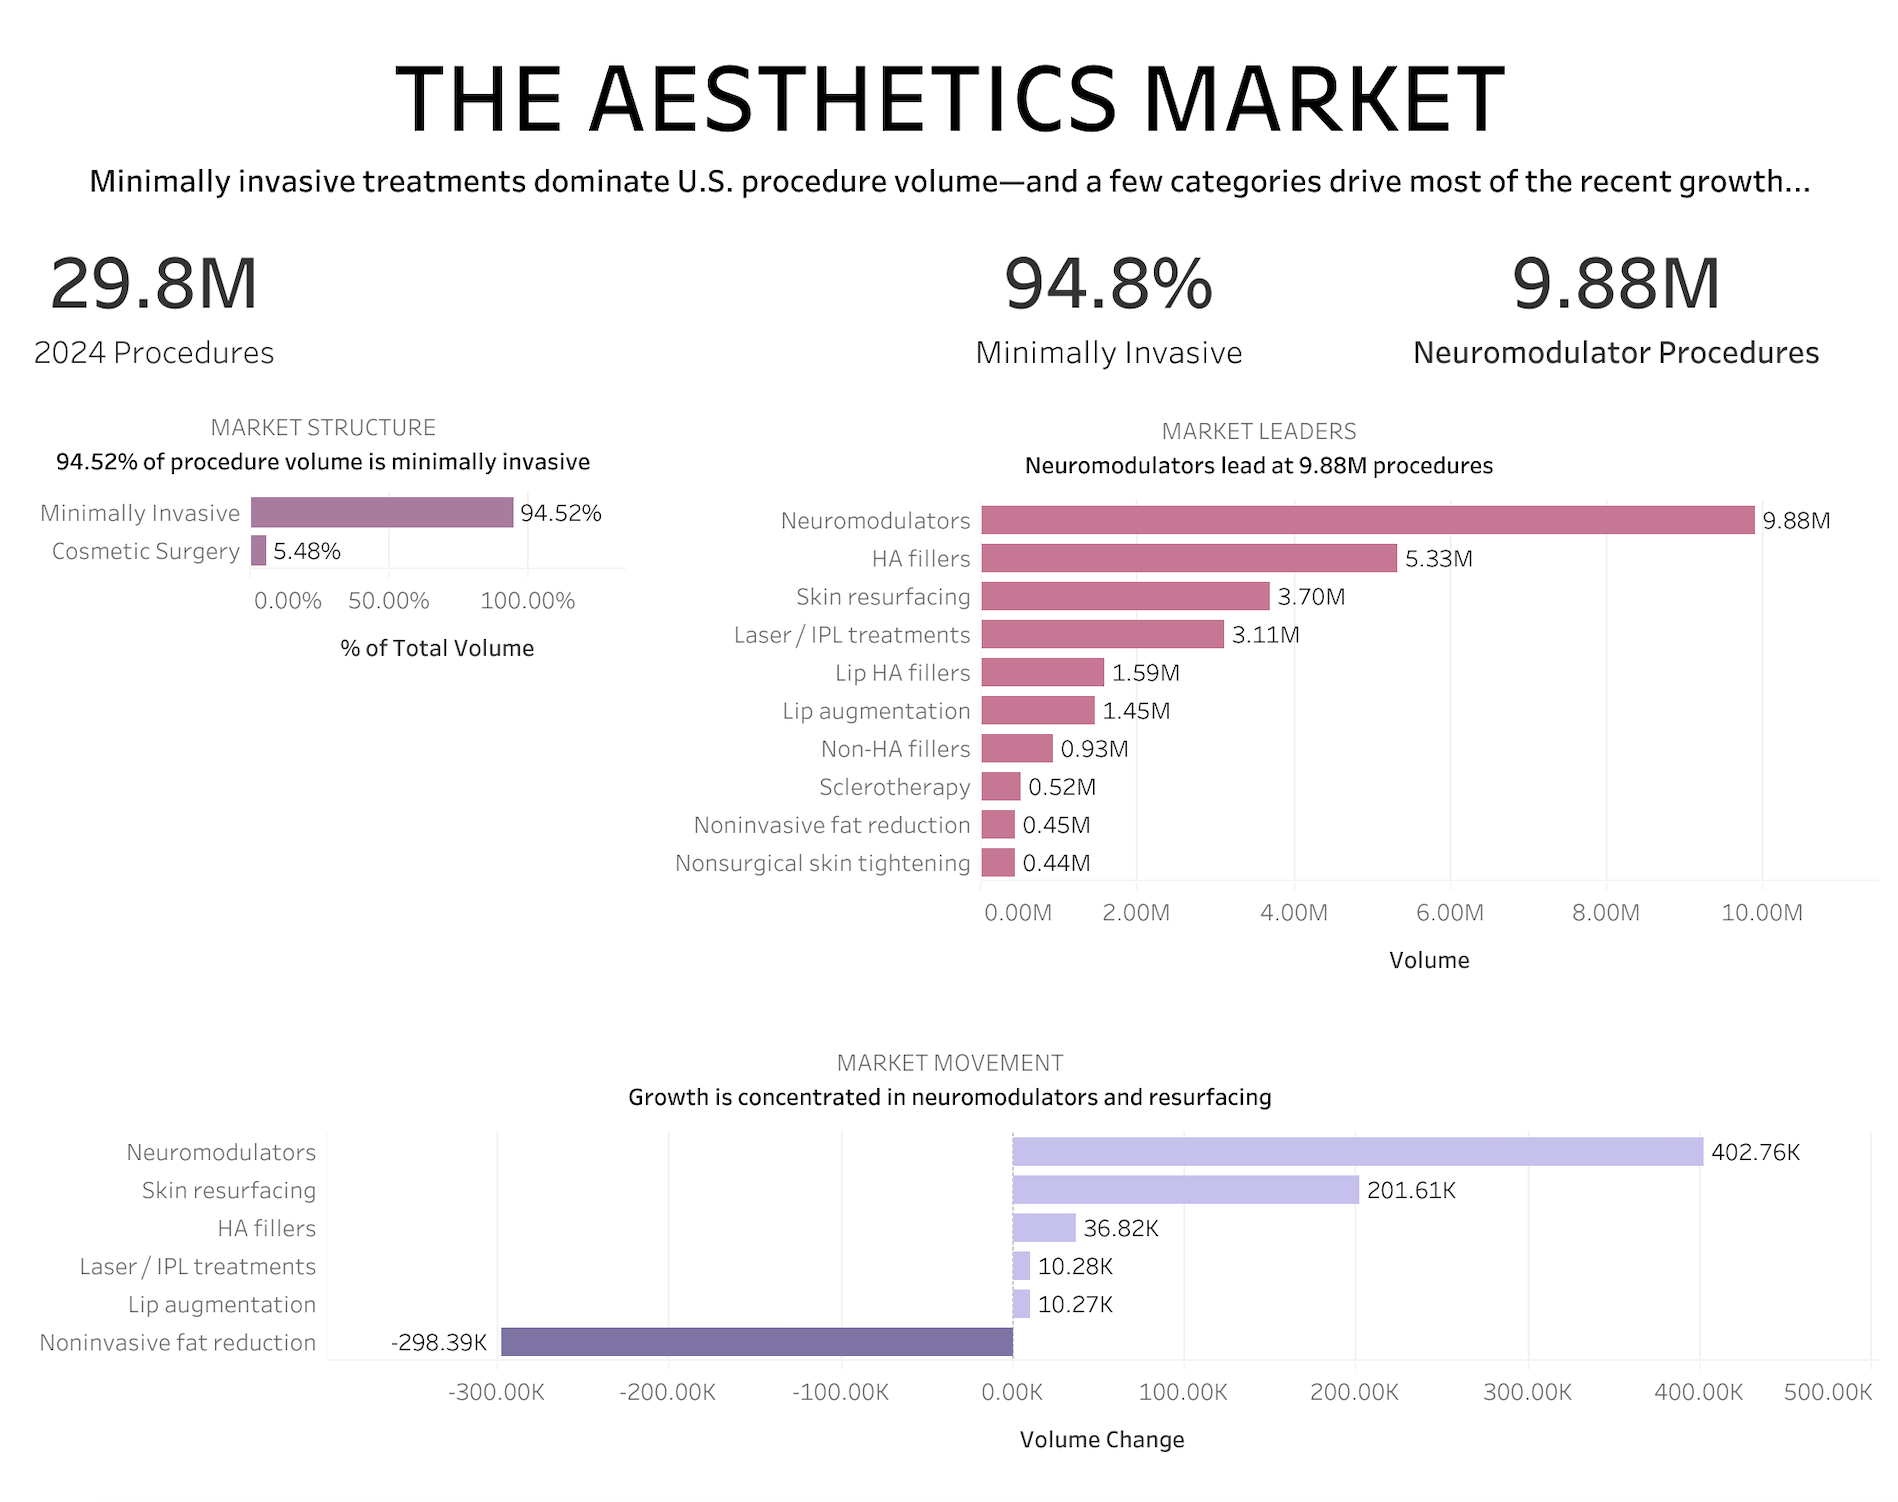 THE AESTHETICS MARKET
Minimally invasive treatments dominate U.S. procedure volume—and a few categories drive most of the recent growth...
29.8M
2024 Procedures
94.8%
Minimally Invasive
9.88M
Neuromodulator Procedures
MARKET STRUCTURE
94.52% of procedure volume is minimally invasive
Minimally Invasive 94.52%
Cosmetic Surgery 5.48%
0.00% 50.00% 100.00%
% of Total Volume
MARKET LEADERS
Neuromodulators lead at 9.88M procedures
Neuromodulators 9.88M
HA fillers 5.33M
Skin resurfacing 3.70M
Laser / IPL treatments 3.11M
Lip HA fillers 1.59M
Lip augmentation 1.45M
Non-HA fillers 0.93M
Sclerotherapy 0.52M
Noninvasive fat reduction 0.45M
Nonsurgical skin tightening 0.44M
0.00M 2.00M 4.00M 6.00M 8.00M 10.00M
Volume
MARKET MOVEMENT
Growth is concentrated in neuromodulators and resurfacing
Neuromodulators 402.76K
Skin resurfacing 201.61K
HA fillers 36.82K
Laser / IPL treatments 10.28K
Lip augmentation 10.27K
Noninvasive fat reduction -298.39K
-300.00K -200.00K -100.00K 0.00K 100.00K 200.00K 300.00K 400.00K 500.00K
Volume Change